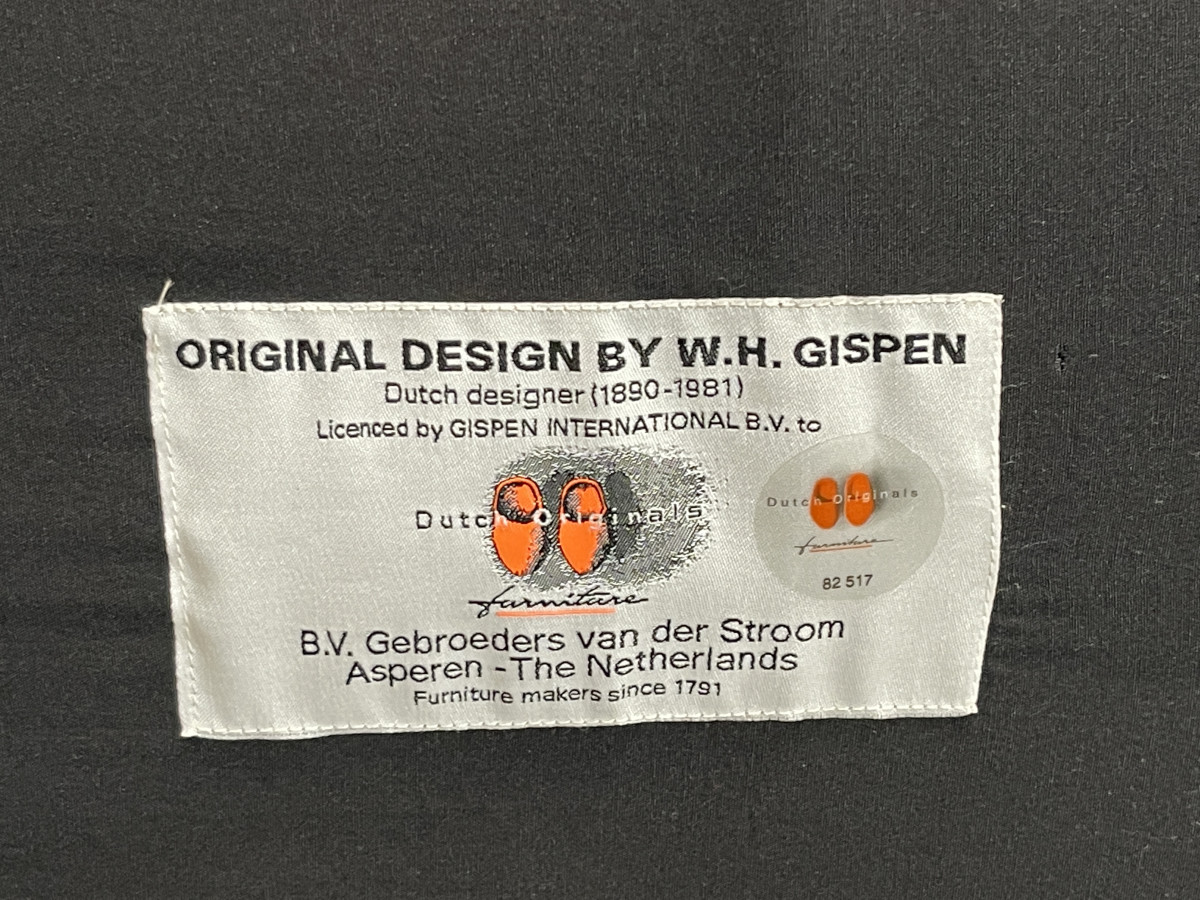 ORIGINAL DESIGN BY W.H. GISPEN
Dutch designer (1890-1981)
Licenced by GISPEN INTERNATIONAL B.V. to
Dutch Originals
furniture
Dutch Originals
furniture
82 517
B.V. Gebroeders van der Stroom
Asperen - The Netherlands
Furniture makers since 1791